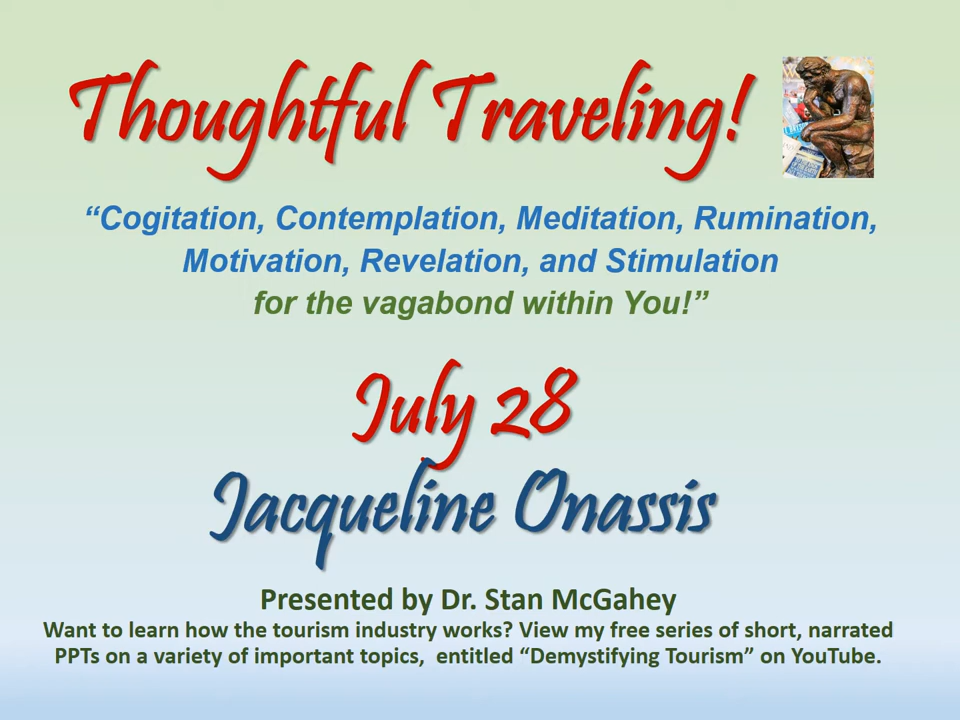 Thoughtful Traveling!
“Cogitation, Contemplation, Meditation, Rumination,
Motivation, Revelation, and Stimulation
for the vagabond within You!”
July 28
Jacqueline Onassis
Presented by Dr. Stan McGahey
Want to learn how the tourism industry works? View my free series of short, narrated
PPTs on a variety of important topics,  entitled “Demystifying Tourism” on YouTube.